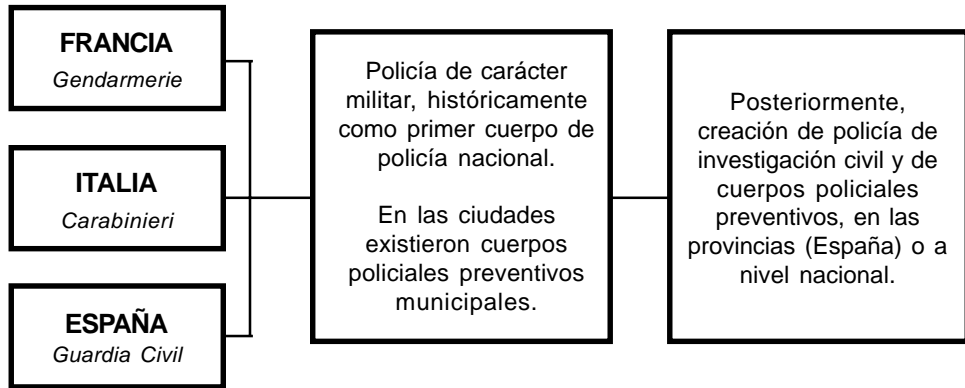 FRANCIA
Gendarmerie
ITALIA
Carabinieri
ESPAÑA
Guardia Civil
Policía de carácter
militar, históricamente
como primer cuerpo de
policía nacional.
En las ciudades
existieron cuerpos
policiales preventivos
municipales.
Posteriormente,
creación de policía de
investigación civil y de
cuerpos policiales
preventivos, en las
provincias (España) o a
nivel nacional.